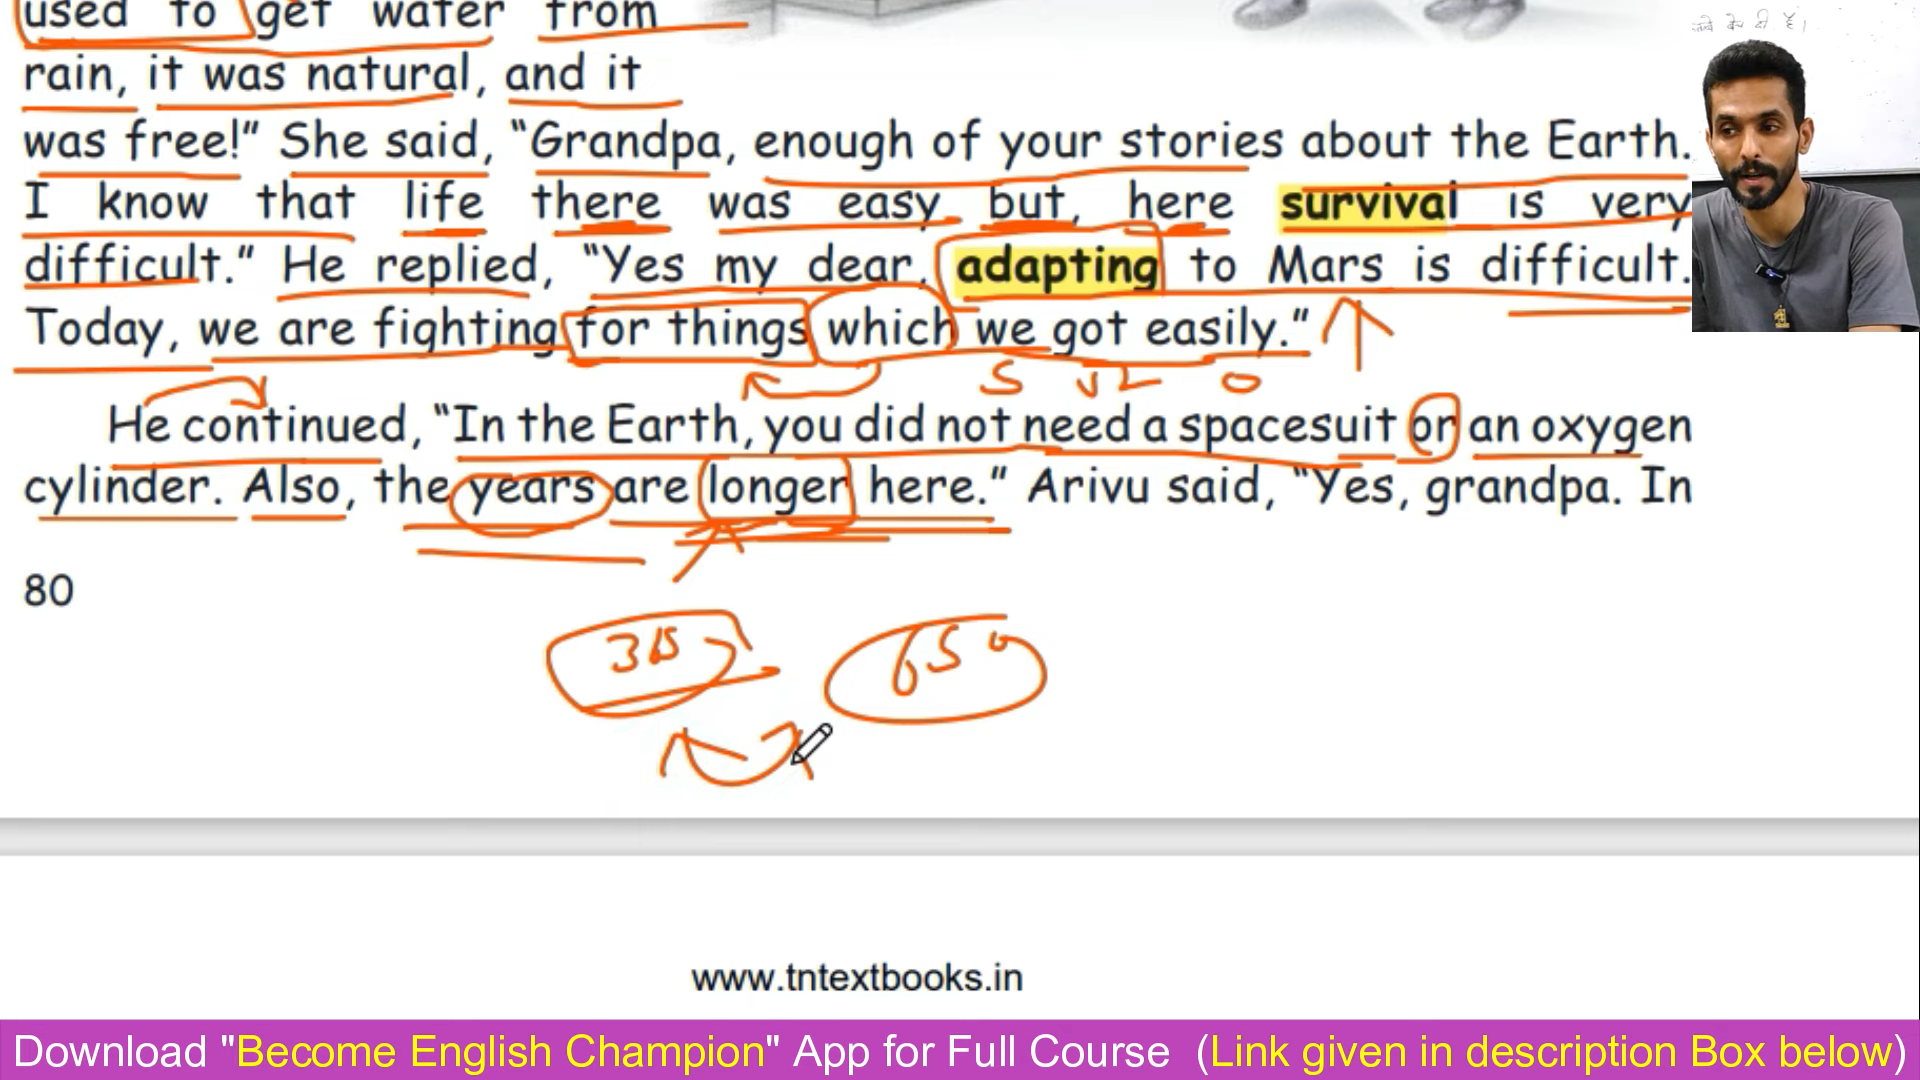 used to get water from
rain, it was natural, and it
was free!" She said, "Grandpa, enough of your stories about the Earth.
I know that life there was easy but, here survival is very
difficult." He replied, "Yes my dear, adapting to Mars is difficult.
Today, we are fighting for things which we got easily."
S V2 O
He continued, "In the Earth, you did not need a spacesuit or an oxygen
cylinder. Also, the years are longer here." Arivu said, "Yes, grandpa. In
80
365 650
www.tntextbooks.in
Download "Become English Champion" App for Full Course (Link given in description Box below)